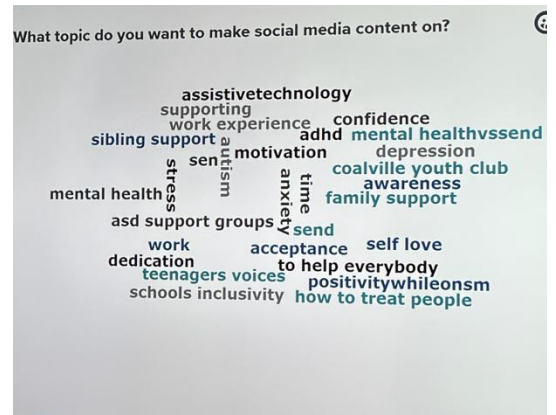 What topic do you want to make social media content on?
assistivetechnology
supporting
work experience
confidence
sibling support
autism
adhd
mental healthvssend
sen
motivation
depression
stress
coalville youth club
anxiety
time
awareness
mental health
family support
asd support groups
send
work
acceptance
self love
dedication
to help everybody
teenagers voices
positivitywhileonsm
schools inclusivity
how to treat people